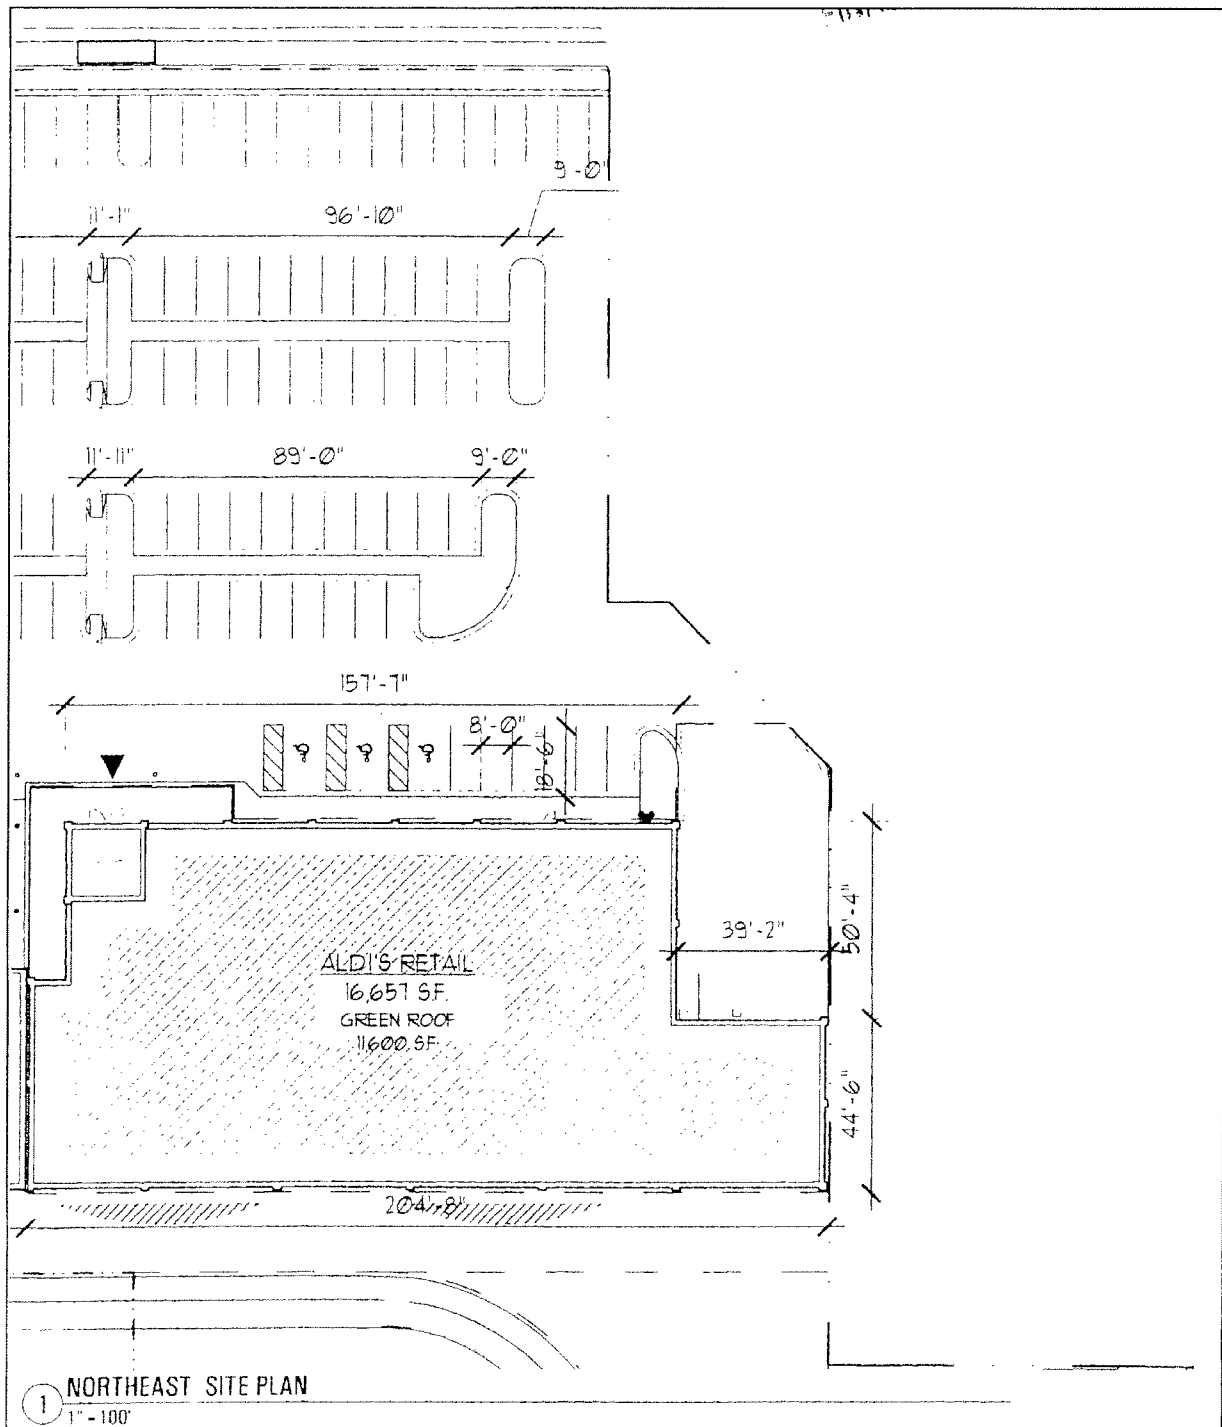 9'-0"
11'-1"
96'-10"
11'-11"
89'-0"
9'-0"
157'-7"
8'-0"
18'-6"
39'-2"
50'-4"
ALDI'S RETAIL
16,657 S.F.
GREEN ROOF
11600 SF
44'-6"
204'-8"
1
NORTHEAST SITE PLAN
1" - 100'